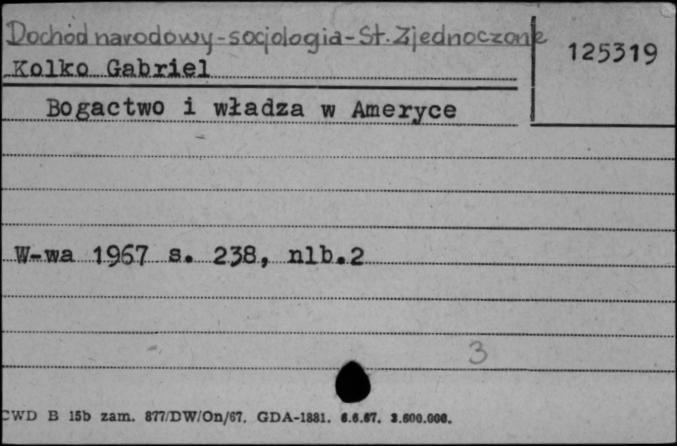 Dochód narodowy - socjologia - St. Zjednoczone
125319
Kolko Gabriel
Bogactwo i władza w Ameryce
W-wa 1967 s. 238, nlb.2
3
CWD B 15b zam. 877/DW/On/67. GDA-1881. 6.6.67. 3.600.000.